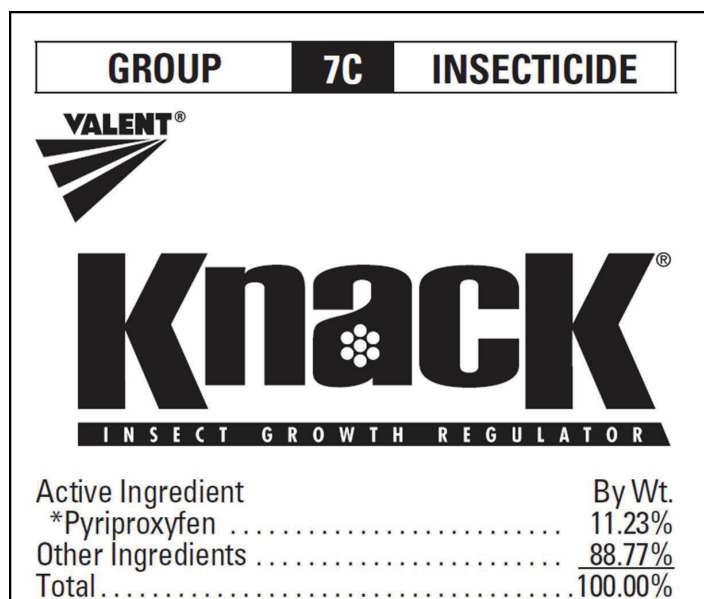 GROUP 7C INSECTICIDE
VALENT®
Knack®
INSECT GROWTH REGULATOR
Active Ingredient By Wt.
*Pyriproxyfen . . . . . . . . . . . . . . . . . . . . . . . . . . 11.23%
Other Ingredients . . . . . . . . . . . . . . . . . . . . . . . . 88.77%
Total . . . . . . . . . . . . . . . . . . . . . . . . . . . . . . . . . . . . 100.00%